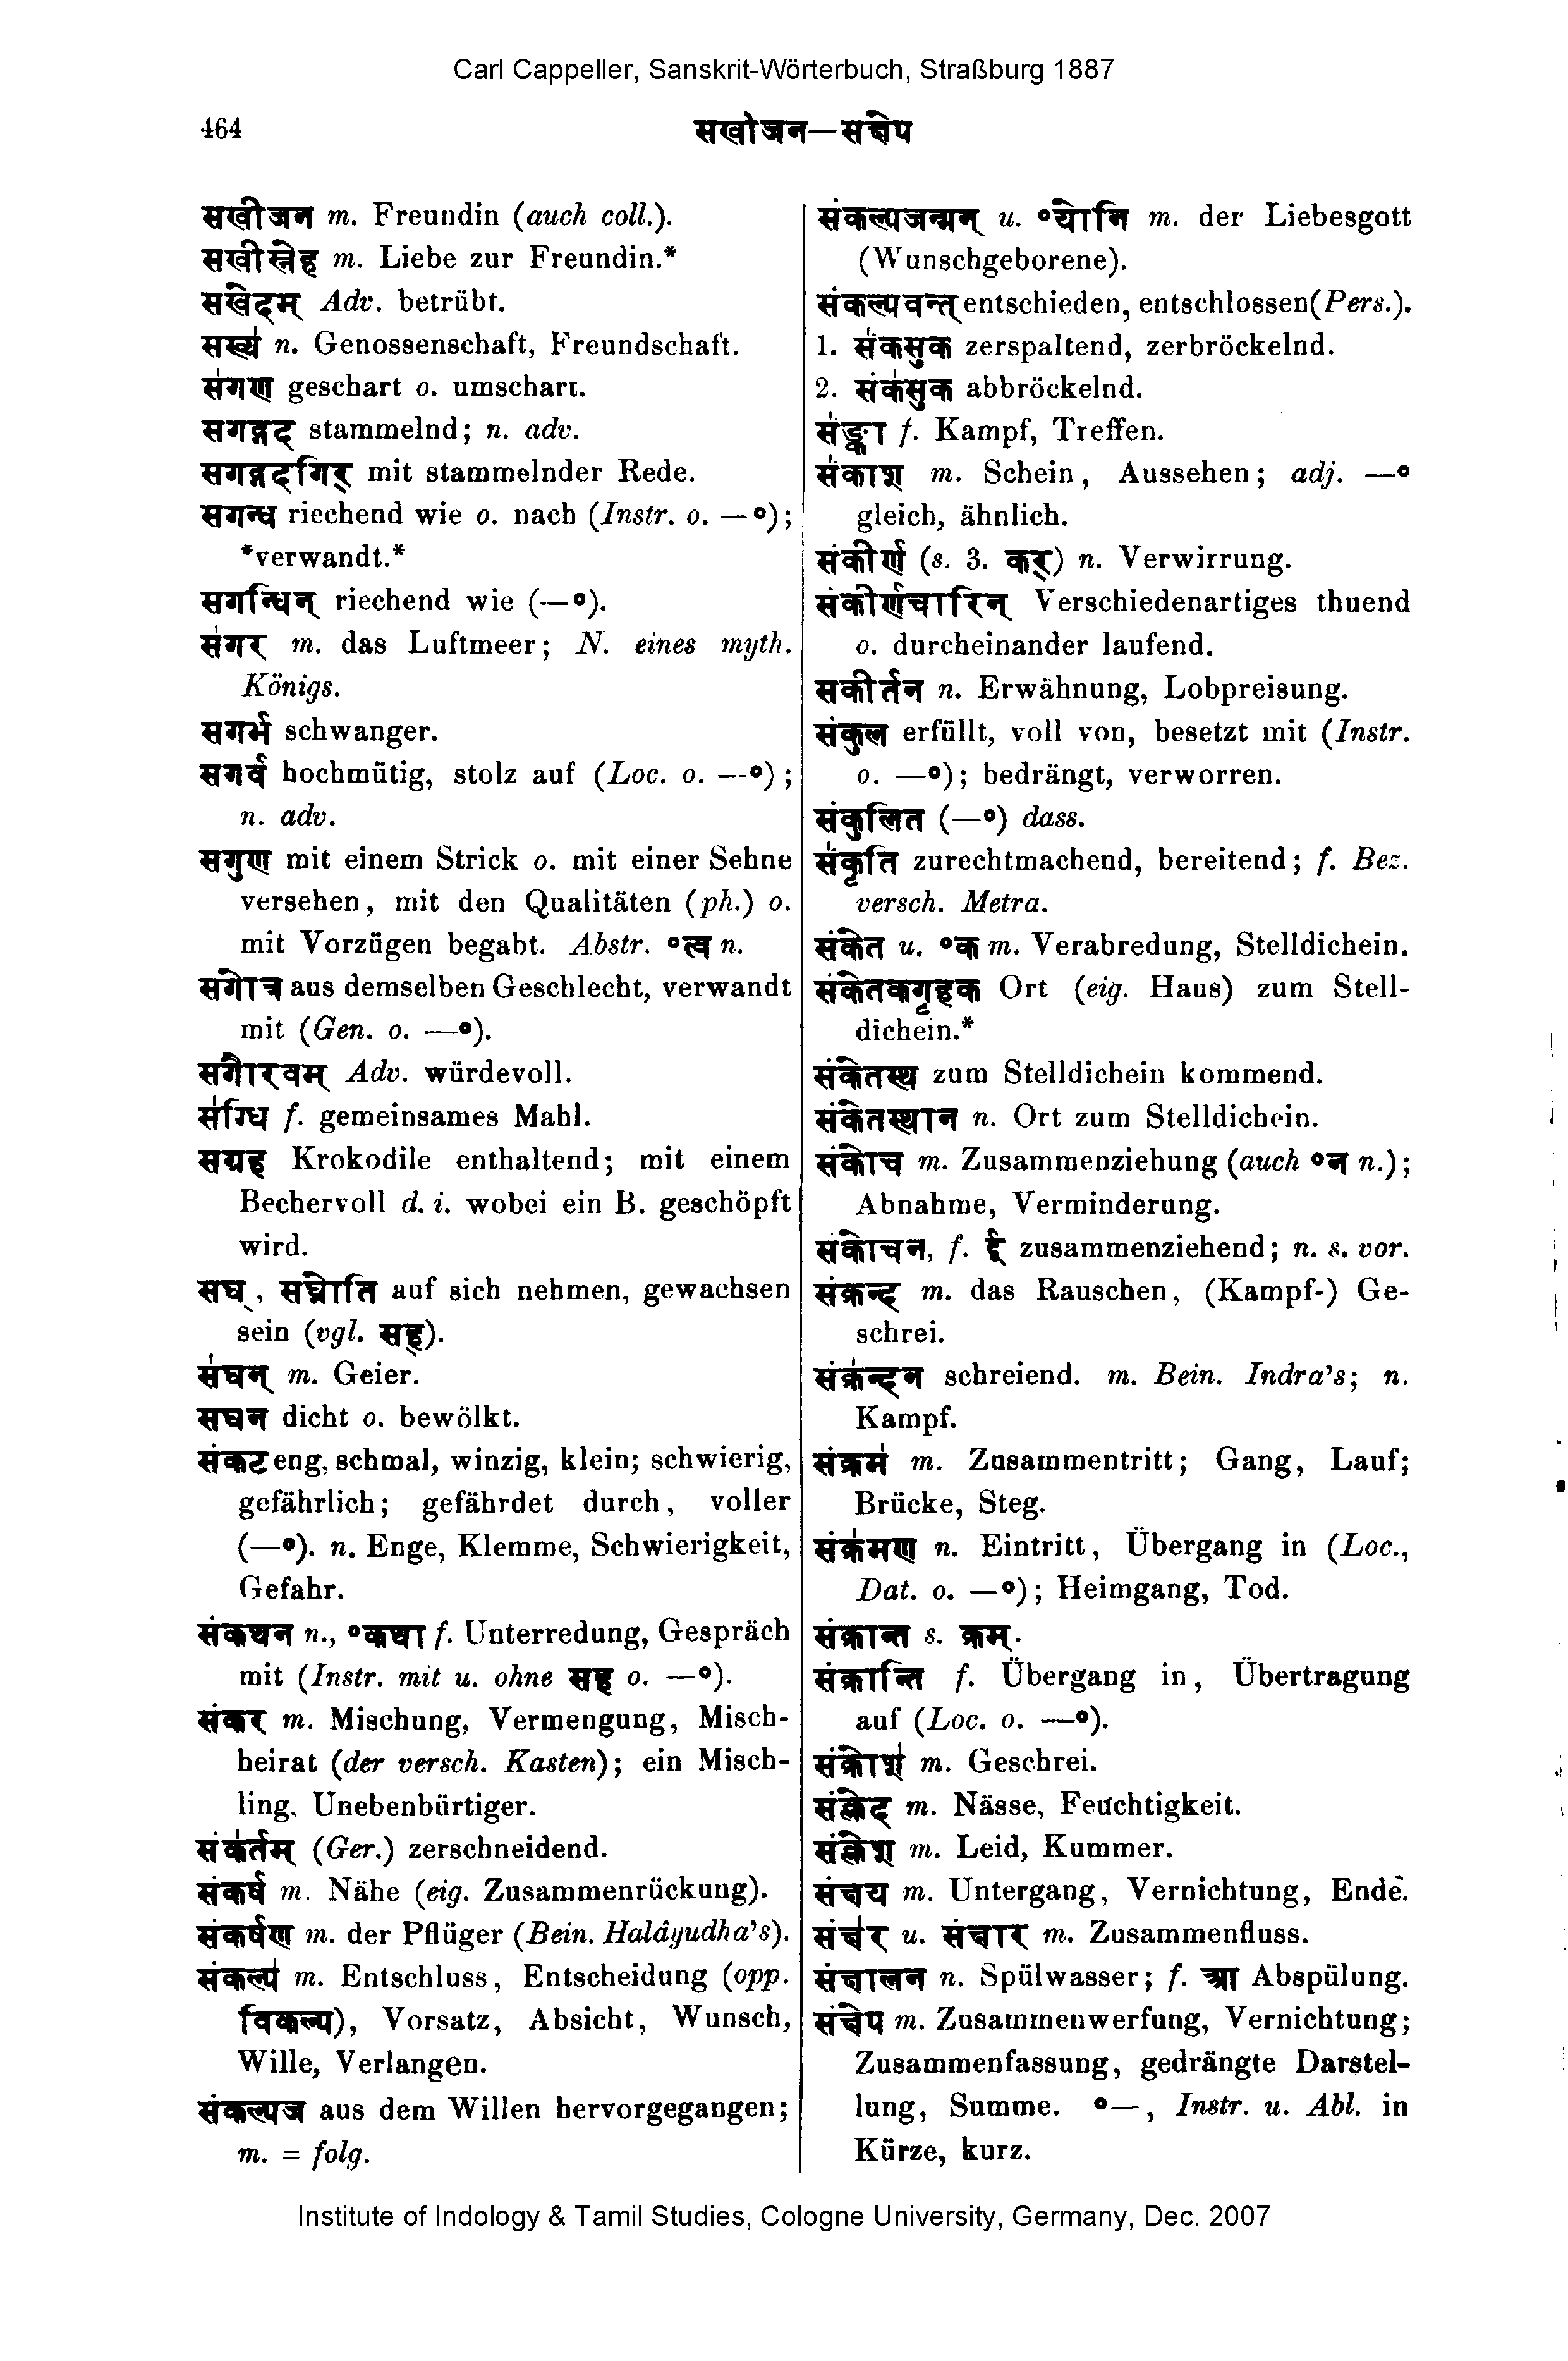 Carl Cappeller, Sanskrit-Wörterbuch, Straßburg 1887
464
सखीजन—संक्षेप
सखीजन m. Freundin (auch coll.).
सखीस्नेह m. Liebe zur Freundin.*
सखेदम् Adv. betrübt.
सख्य॑ n. Genossenschaft, Freundschaft.
स॑गण geschart o. umschart.
सगद्गद stammelnd; n. adv.
सगद्गदगिर् mit stammelnder Rede.
सगन्ध riechend wie o. nach (Instr. o. —°);
*verwandt.*
सगन्धिन् riechend wie (—°).
स॑गर m. das Luftmeer; N. eines myth.
Königs.
सगर्भ schwanger.
सगर्व hochmütig, stolz auf (Loc. o. —°);
n. adv.
सगुण mit einem Strick o. mit einer Sehne
versehen, mit den Qualitäten (ph.) o.
mit Vorzügen begabt. Abstr. °त्व n.
सगोत्र aus demselben Geschlecht, verwandt
mit (Gen. o. —°).
सगौरवम् Adv. würdevoll.
स॑ग्धि f. gemeinsames Mahl.
सग्रह Krokodile enthaltend; mit einem
Bechervoll d. i. wobei ein B. geschöpft
wird.
सघ्, सघ्नोति auf sich nehmen, gewachsen
sein (vgl. सह्).
स॑घन् m. Geier.
सघन dicht o. bewölkt.
संकट eng, schmal, winzig, klein; schwierig,
gefährlich; gefährdet durch, voller
(—°). n. Enge, Klemme, Schwierigkeit,
Gefahr.
संकथन n., °कथा f. Unterredung, Gespräch
mit (Instr. mit u. ohne सह o. —°).
संकर m. Mischung, Vermengung, Misch-
heirat (der versch. Kasten); ein Misch-
ling, Unebenbürtiger.
संक॑र्तम् (Ger.) zerschneidend.
संकर्ष m. Nähe (eig. Zusammenrückung).
संकर्षण m. der Pflüger (Bein. Halâyudha's).
संकल्प॑ m. Entschluss, Entscheidung (opp.
विकल्प), Vorsatz, Absicht, Wunsch,
Wille, Verlangen.
संकल्पज aus dem Willen hervorgegangen;
m. = folg.
संकल्पजन्मन् u. °योनि m. der Liebesgott
(Wunschgeborene).
संकल्पवन्त् entschieden, entschlossen (Pers.).
1. सं॑कसुक zerspaltend, zerbröckelnd.
2. संक॑सुक abbröckelnd.
स॑ङ्का f. Kampf, Treffen.
सं॑काश m. Schein, Aussehen; adj. —°
gleich, ähnlich.
संकीर्ण (s. 3. कर्) n. Verwirrung.
संकीर्णचारिन् Verschiedenartiges thuend
o. durcheinander laufend.
संकीर्तन n. Erwähnung, Lobpreisung.
संकुल erfüllt, voll von, besetzt mit (Instr.
o. —°); bedrängt, verworren.
संकुलित (—°) dass.
सं॑कृति zurechtmachend, bereitend; f. Bez.
versch. Metra.
संकेत u. °क m. Verabredung, Stelldichein.
संकेतकगृहक Ort (eig. Haus) zum Stell-
dichein.*
संकेतस्थ zum Stelldichein kommend.
संकेतस्थान n. Ort zum Stelldichein.
संकोच m. Zusammenziehung (auch °न n.);
Abnahme, Verminderung.
संकोचन, f. ई zusammenziehend; n. s. vor.
संक्रन्द m. das Rauschen, (Kampf-) Ge-
schrei.
संक्र॑न्दन schreiend. m. Bein. Indra's; n.
Kampf.
संक्रम॑ m. Zusammentritt; Gang, Lauf;
Brücke, Steg.
संक्र॑मण n. Eintritt, Übergang in (Loc.,
Dat. o. —°); Heimgang, Tod.
संक्रान्त s. क्रम्.
संक्रान्ति f. Übergang in, Übertragung
auf (Loc. o. —°).
संक्रोश॑ m. Geschrei.
संक्लेद m. Nässe, Feuchtigkeit.
संक्लेश m. Leid, Kummer.
संक्षय m. Untergang, Vernichtung, Ende.
संक्ष॑र u. संक्षार m. Zusammenfluss.
संक्षालन n. Spülwasser; f. आ Abspülung.
संक्षेप m. Zusammenwerfung, Vernichtung;
Zusammenfassung, gedrängte Darstel-
lung, Summe. °—, Instr. u. Abl. in
Kürze, kurz.
Institute of Indology & Tamil Studies, Cologne University, Germany, Dec. 2007